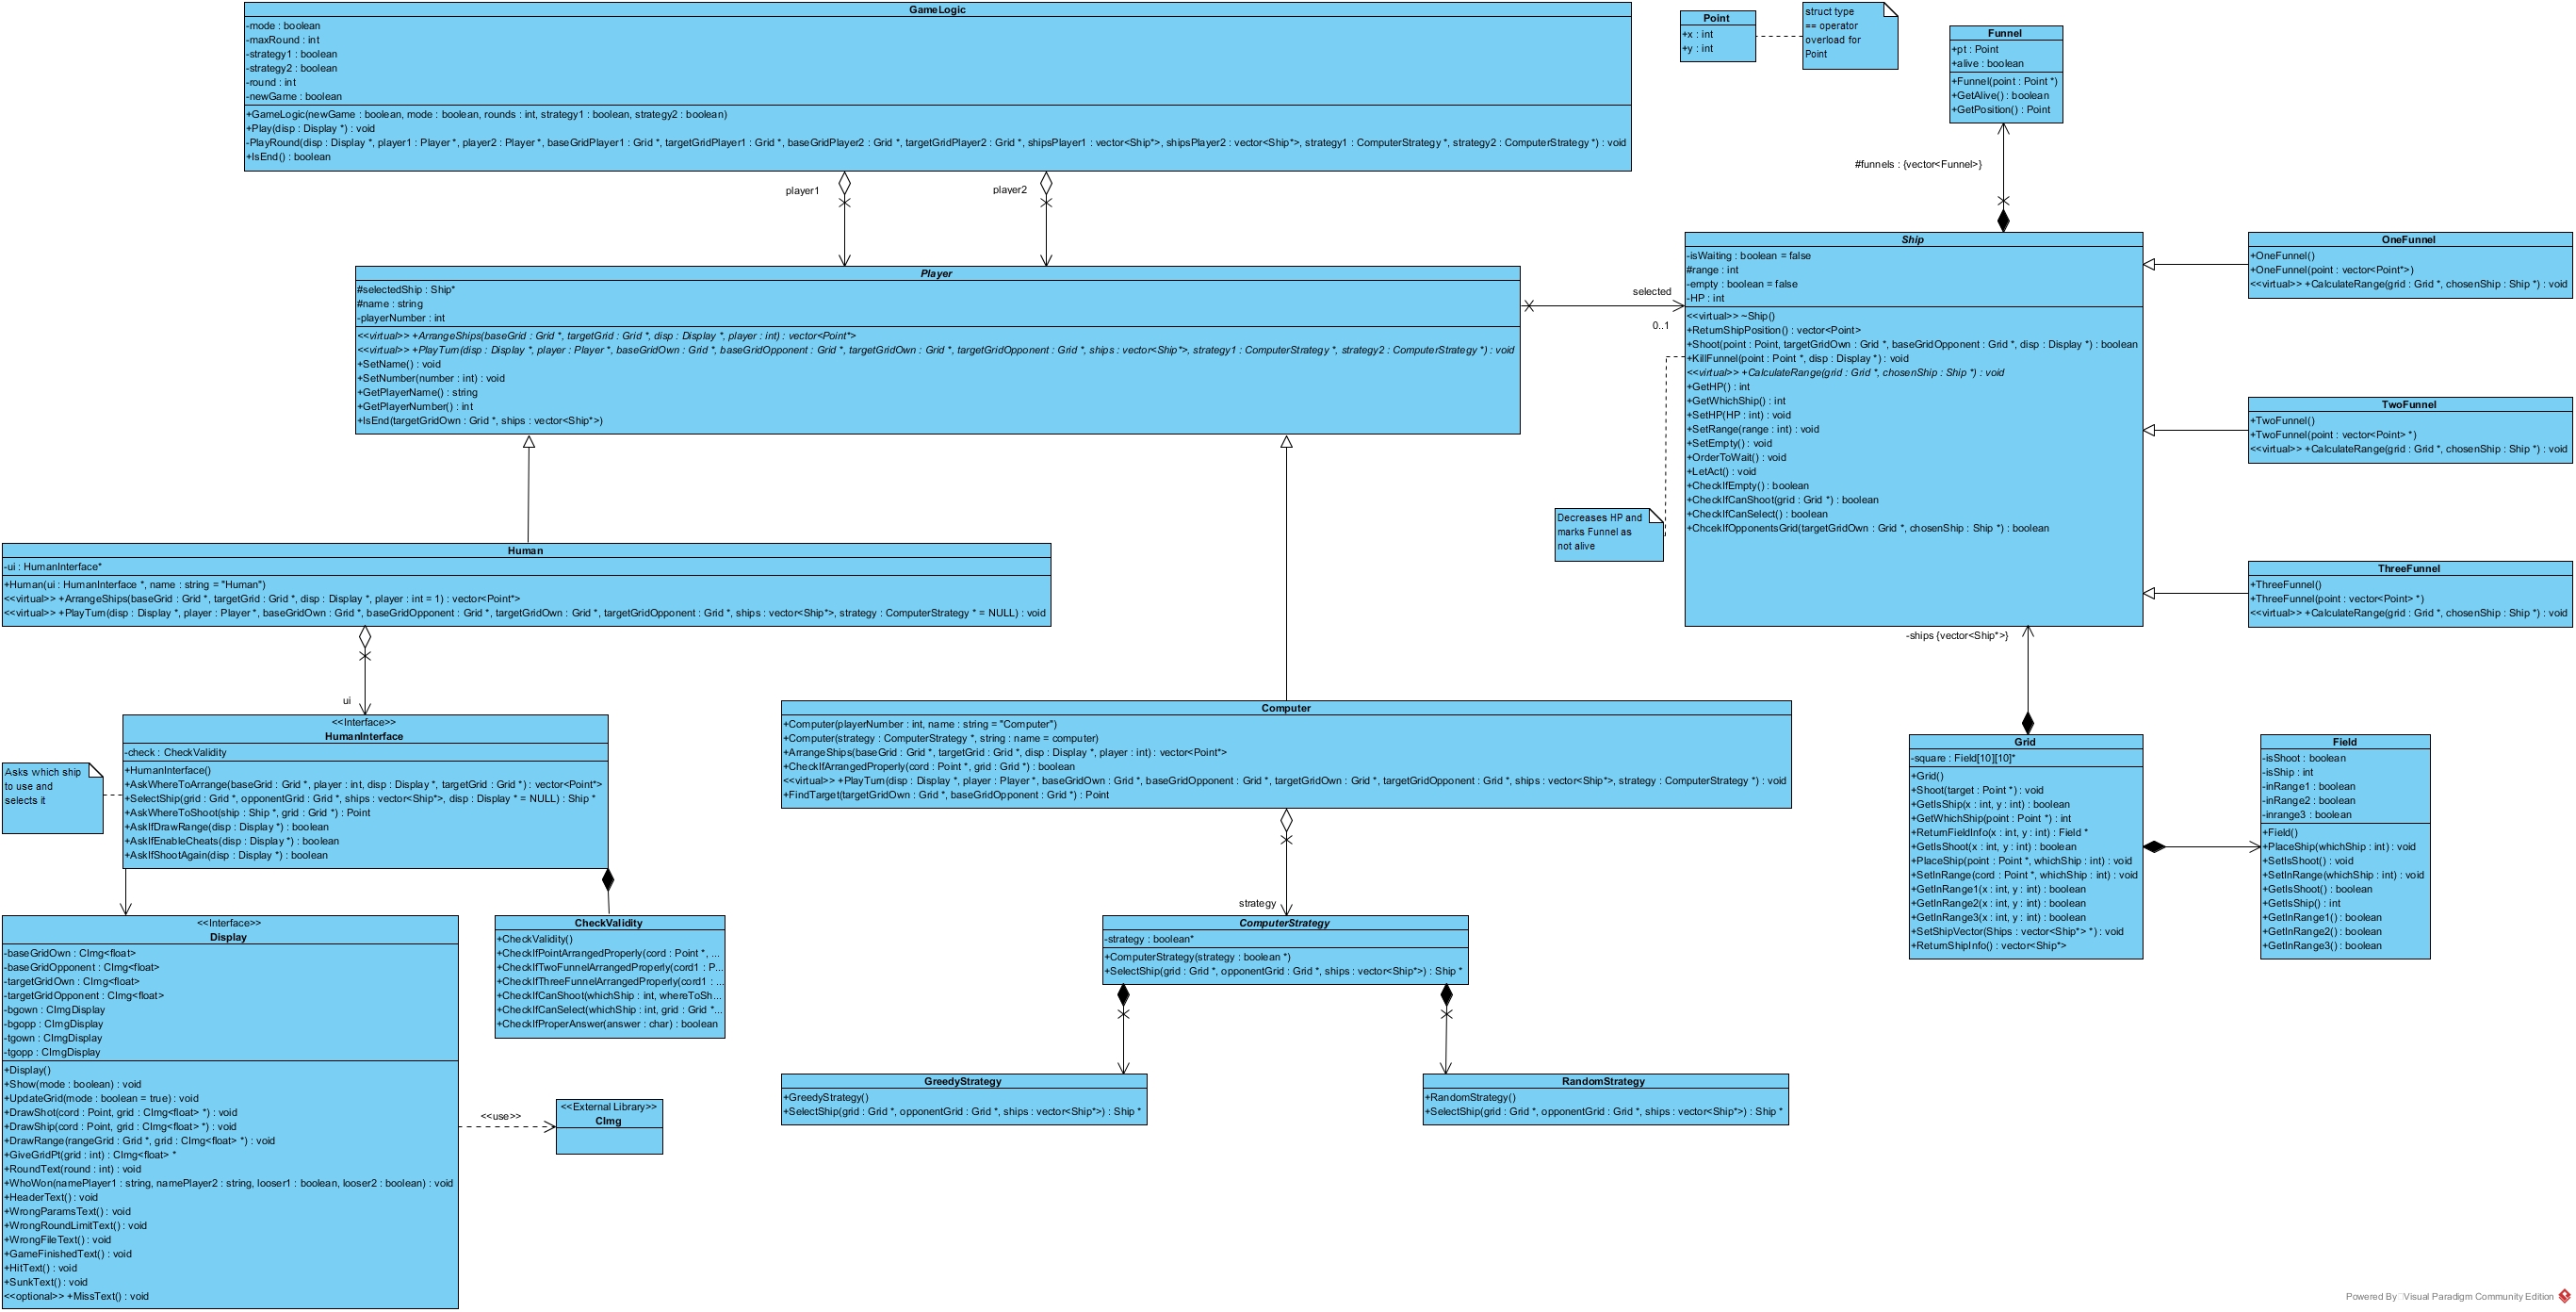 GameLogic
-mode : boolean
-maxRound : int
-strategy1 : boolean
-strategy2 : boolean
-round : int
-newGame : boolean
+GameLogic(newGame : boolean, mode : boolean, rounds : int, strategy1 : boolean, strategy2 : boolean)
+Play(disp : Display *) : void
-PlayRound(disp : Display *, player1 : Player *, player2 : Player *, baseGridPlayer1 : Grid *, targetGridPlayer1 : Grid *, baseGridPlayer2 : Grid *, targetGridPlayer2 : Grid *, shipsPlayer1 : vector<Ship*>, shipsPlayer2 : vector<Ship*>, strategy1 : ComputerStrategy *, strategy2 : ComputerStrategy *) : void
+IsEnd() : boolean
Point
+x : int
+y : int
struct type
== operator
overload for
Point
Funnel
+pt : Point
+alive : boolean
+Funnel(point : Point *)
+GetAlive() : boolean
+GetPosition() : Point
player1
player2
#funnels : {vector<Funnel>}
Player
#selectedShip : Ship*
#name : string
-playerNumber : int
<<virtual>> +ArrangeShips(baseGrid : Grid *, targetGrid : Grid *, disp : Display *, player : int) : vector<Point*>
<<virtual>> +PlayTurn(disp : Display *, player : Player *, baseGridOwn : Grid *, baseGridOpponent : Grid *, targetGridOwn : Grid *, targetGridOpponent : Grid *, ships : vector<Ship*>, strategy1 : ComputerStrategy *, strategy2 : ComputerStrategy *) : void
+SetName() : void
+SetNumber(number : int) : void
+GetPlayerName() : string
+GetPlayerNumber() : int
+IsEnd(targetGridOwn : Grid *, ships : vector<Ship*>)
selected
0..1
Ship
-isWaiting : boolean = false
#range : int
-empty : boolean = false
-HP : int
<<virtual>> ~Ship()
+ReturnShipPosition() : vector<Point>
+Shoot(point : Point, targetGridOwn : Grid *, baseGridOpponent : Grid *, disp : Display *) : boolean
+KillFunnel(point : Point *, disp : Display *) : void
<<virtual>> +CalculateRange(grid : Grid *, chosenShip : Ship *) : void
+GetHP() : int
+GetWhichShip() : int
+SetHP(HP : int) : void
+SetRange(range : int) : void
+SetEmpty() : void
+OrderToWait() : void
+LetAct() : void
+CheckIfEmpty() : boolean
+CheckIfCanShoot(grid : Grid *) : boolean
+CheckIfCanSelect() : boolean
+ChcekIfOpponentsGrid(targetGridOwn : Grid *, chosenShip : Ship *) : boolean
OneFunnel
+OneFunnel()
+OneFunnel(point : vector<Point*>)
<<virtual>> +CalculateRange(grid : Grid *, chosenShip : Ship *) : void
TwoFunnel
+TwoFunnel()
+TwoFunnel(point : vector<Point> *)
<<virtual>> +CalculateRange(grid : Grid *, chosenShip : Ship *) : void
ThreeFunnel
+ThreeFunnel()
+ThreeFunnel(point : vector<Point> *)
<<virtual>> +CalculateRange(grid : Grid *, chosenShip : Ship *) : void
Decreases HP and
marks Funnel as
not alive
Human
-ui : HumanInterface*
+Human(ui : HumanInterface *, name : string = "Human")
<<virtual>> +ArrangeShips(baseGrid : Grid *, targetGrid : Grid *, disp : Display *, player : int = 1) : vector<Point*>
<<virtual>> +PlayTurn(disp : Display *, player : Player *, baseGridOwn : Grid *, baseGridOpponent : Grid *, targetGridOwn : Grid *, targetGridOpponent : Grid *, ships : vector<Ship*>, strategy : ComputerStrategy * = NULL) : void
-ships {vector<Ship*>}
ui
<<Interface>>
HumanInterface
-check : CheckValidity
+HumanInterface()
+AskWhereToArrange(baseGrid : Grid *, player : int, disp : Display *, targetGrid : Grid *) : vector<Point*>
+SelectShip(grid : Grid *, opponentGrid : Grid *, ships : vector<Ship*>, disp : Display * = NULL) : Ship *
+AskWhereToShoot(ship : Ship *, grid : Grid *) : Point
+AskIfDrawRange(disp : Display *) : boolean
+AskIfEnableCheats(disp : Display *) : boolean
+AskIfShootAgain(disp : Display *) : boolean
Asks which ship
to use and
selects it
Computer
+Computer(playerNumber : int, name : string = "Computer")
+Computer(strategy : ComputerStrategy *, string : name = computer)
+ArrangeShips(baseGrid : Grid *, targetGrid : Grid *, disp : Display *, player : int) : vector<Point*>
+CheckIfArrangedProperly(cord : Point *, grid : Grid *) : boolean
<<virtual>> +PlayTurn(disp : Display *, player : Player *, baseGridOwn : Grid *, baseGridOpponent : Grid *, targetGridOwn : Grid *, targetGridOpponent : Grid *, ships : vector<Ship*>, strategy : ComputerStrategy *) : void
+FindTarget(targetGridOwn : Grid *, baseGridOpponent : Grid *) : Point
Grid
-square : Field[10][10]*
+Grid()
+Shoot(target : Point *) : void
+GetIsShip(x : int, y : int) : boolean
+GetWhichShip(point : Point *) : int
+ReturnFieldInfo(x : int, y : int) : Field *
+GetIsShoot(x : int, y : int) : boolean
+PlaceShip(point : Point *, whichShip : int) : void
+SetInRange(cord : Point *, whichShip : int) : void
+GetInRange1(x : int, y : int) : boolean
+GetInRange2(x : int, y : int) : boolean
+GetInRange3(x : int, y : int) : boolean
+SetShipVector(Ships : vector<Ship*> *) : void
+ReturnShipInfo() : vector<Ship*>
Field
-isShoot : boolean
-isShip : int
-inRange1 : boolean
-inRange2 : boolean
-inrange3 : boolean
+Field()
+PlaceShip(whichShip : int) : void
+SetIsShoot() : void
+SetInRange(whichShip : int) : void
+GetIsShoot() : boolean
+GetIsShip() : int
+GetInRange1() : boolean
+GetInRange2() : boolean
+GetInRange3() : boolean
<<Interface>>
Display
-baseGridOwn : CImg<float>
-baseGridOpponent : CImg<float>
-targetGridOwn : CImg<float>
-targetGridOpponent : CImg<float>
-bgown : CImgDisplay
-bgopp : CImgDisplay
-tgown : CImgDisplay
-tgopp : CImgDisplay
+Display()
+Show(mode : boolean) : void
+UpdateGrid(mode : boolean = true) : void
+DrawShot(cord : Point, grid : CImg<float> *) : void
+DrawShip(cord : Point, grid : CImg<float> *) : void
+DrawRange(rangeGrid : Grid *, grid : CImg<float> *) : void
+GiveGridPt(grid : int) : CImg<float> *
+RoundText(round : int) : void
+WhoWon(namePlayer1 : string, namePlayer2 : string, looser1 : boolean, looser2 : boolean) : void
+HeaderText() : void
+WrongParamsText() : void
+WrongRoundLimitText() : void
+WrongFileText() : void
+GameFinishedText() : void
+HitText() : void
+SunkText() : void
<<optional>> +MissText() : void
CheckValidity
+CheckValidity()
+CheckIfPointArrangedProperly(cord : Point *, ...
+CheckIfTwoFunnelArrangedProperly(cord1 : P...
+CheckIfThreeFunnelArrangedProperly(cord1 : ...
+CheckIfCanShoot(whichShip : int, whereToSh...
+CheckIfCanSelect(whichShip : int, grid : Grid *...
+CheckIfProperAnswer(answer : char) : boolean
<<use>>
<<External Library>>
CImg
strategy
ComputerStrategy
-strategy : boolean*
+ComputerStrategy(strategy : boolean *)
+SelectShip(grid : Grid *, opponentGrid : Grid *, ships : vector<Ship*>) : Ship *
GreedyStrategy
+GreedyStrategy()
+SelectShip(grid : Grid *, opponentGrid : Grid *, ships : vector<Ship*>) : Ship *
RandomStrategy
+RandomStrategy()
+SelectShip(grid : Grid *, opponentGrid : Grid *, ships : vector<Ship*>) : Ship *
Powered By Visual Paradigm Community Edition